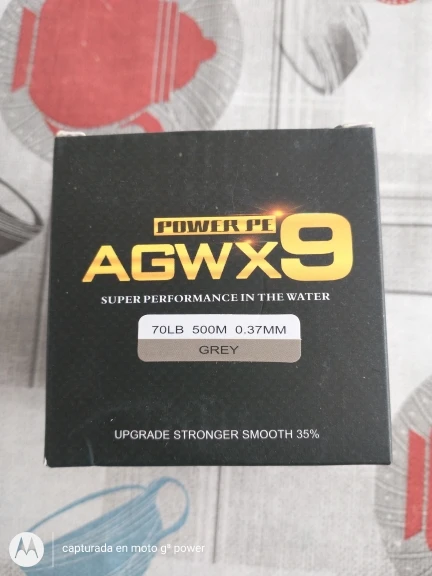 POWER PE
AGWX9
SUPER PERFORMANCE IN THE WATER
70LB 500M 0.37MM
GREY
UPGRADE STRONGER SMOOTH 35%
capturada en moto g⁸ power